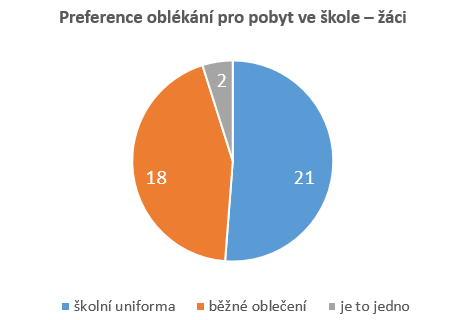 Preference oblékání pro pobyt ve škole – žáci
2
18
21
školní uniforma
běžné oblečení
je to jedno